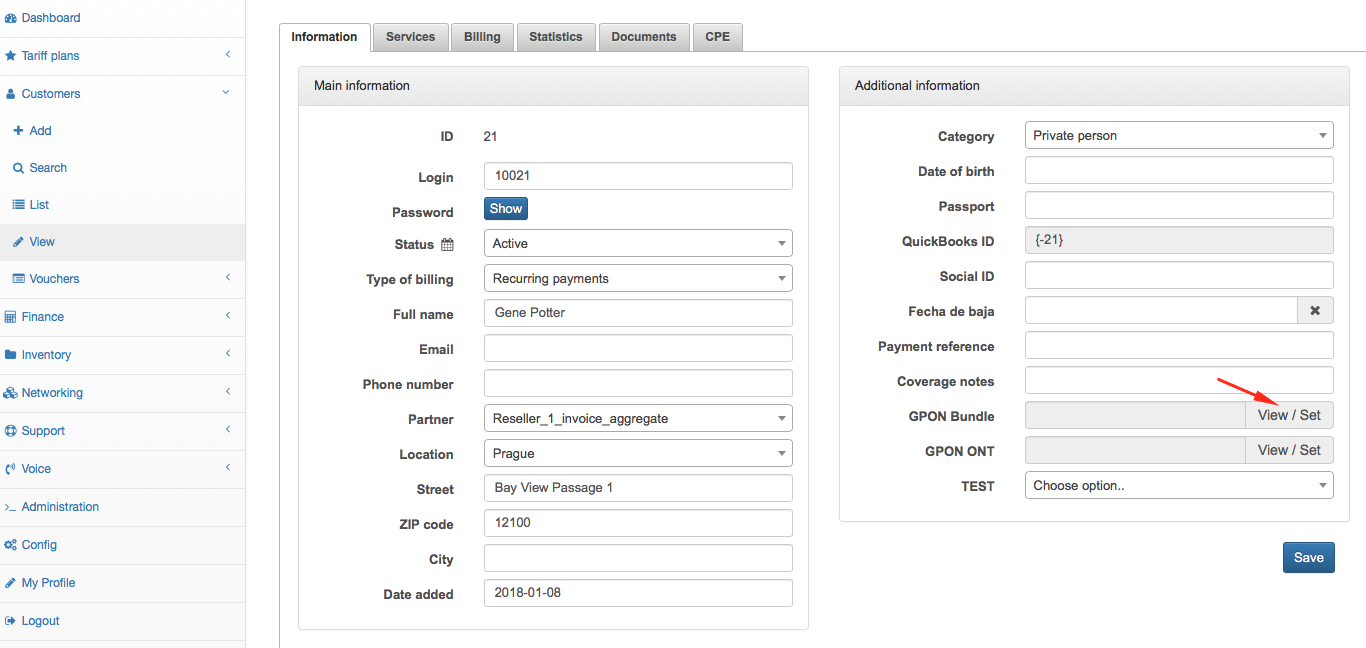 Dashboard
Tariff plans
Customers
Add
Search
List
View
Vouchers
Finance
Inventory
Networking
Support
Voice
Administration
Config
My Profile
Logout
Information Services Billing Statistics Documents CPE
Main information
ID 21
Login 10021
Password Show
Status Active
Type of billing Recurring payments
Full name Gene Potter
Email
Phone number
Partner Reseller_1_invoice_aggregate
Location Prague
Street Bay View Passage 1
ZIP code 12100
City
Date added 2018-01-08
Additional information
Category Private person
Date of birth
Passport
QuickBooks ID {-21}
Social ID
Fecha de baja
Payment reference
Coverage notes
GPON Bundle View / Set
GPON ONT View / Set
TEST Choose option..
Save